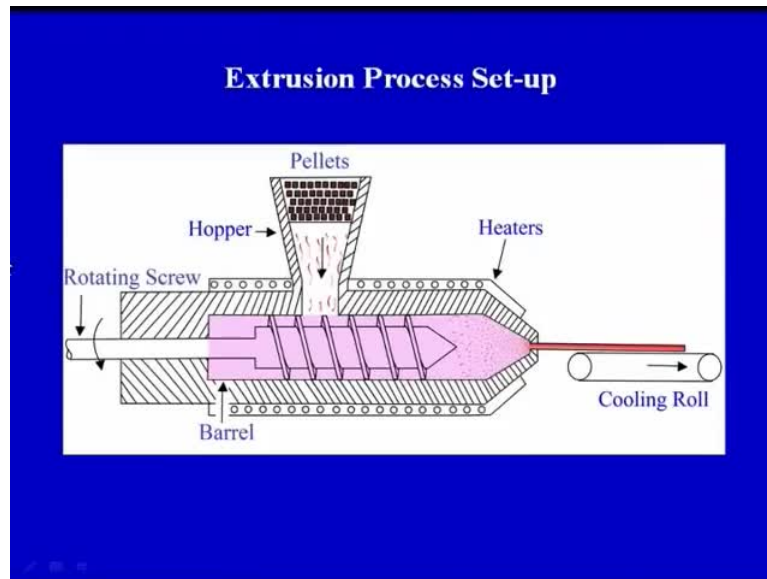 Extrusion Process Set-up
Pellets
Hopper
Heaters
Rotating Screw
Cooling Roll
Barrel